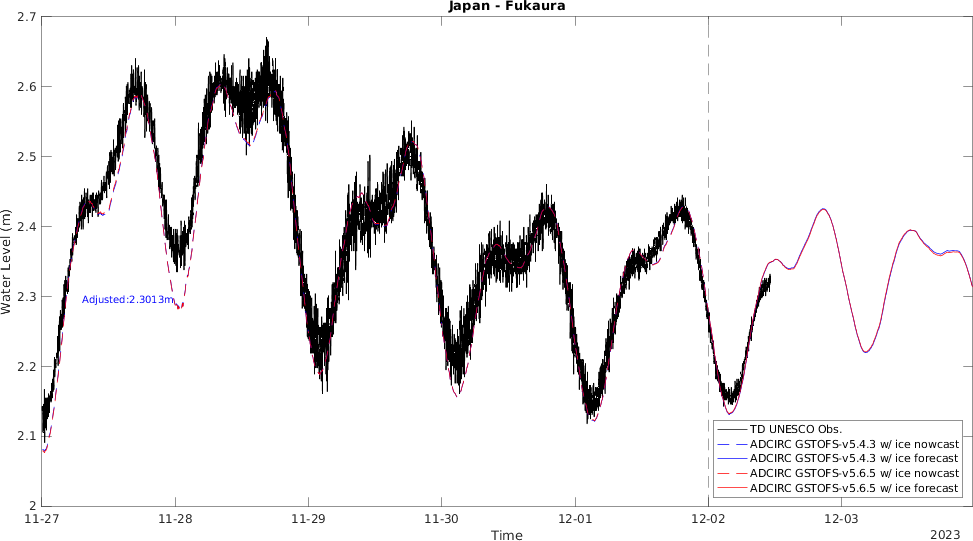 Japan - Fukaura
Water Level (m)
2.7
2.6
2.5
2.4
2.3
2.2
2.1
2
Adjusted:2.3013m
TD UNESCO Obs.
ADCIRC GSTOFS-v5.4.3 w/ ice nowcast
ADCIRC GSTOFS-v5.4.3 w/ ice forecast
ADCIRC GSTOFS-v5.6.5 w/ ice nowcast
ADCIRC GSTOFS-v5.6.5 w/ ice forecast
11-27 11-28 11-29 11-30 12-01 12-02 12-03
Time
2023